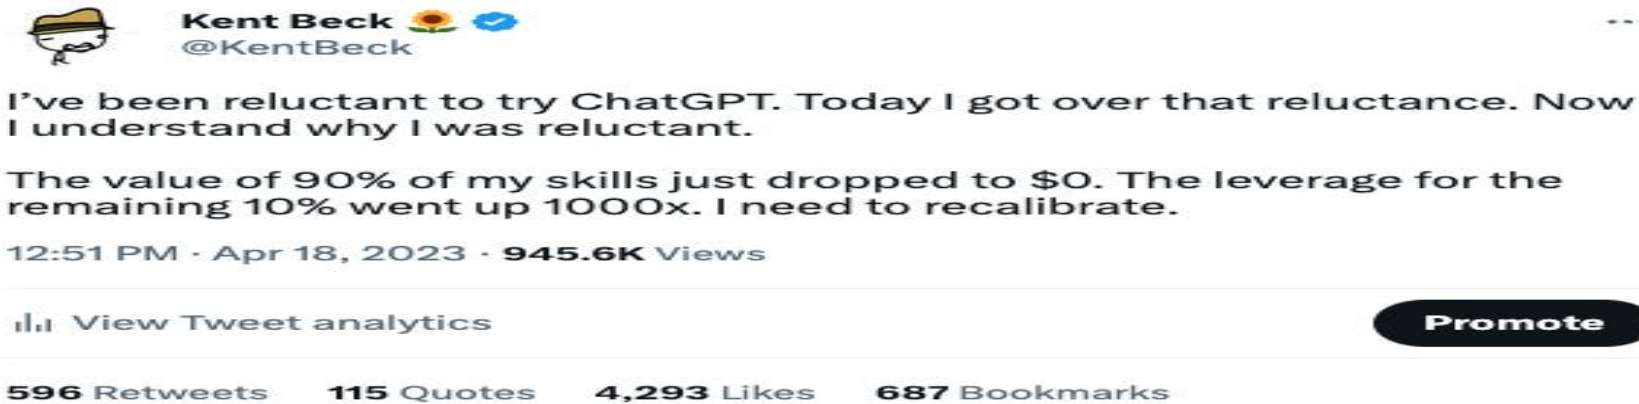 Kent Beck 🌻
@KentBeck
I've been reluctant to try ChatGPT. Today I got over that reluctance. Now
I understand why I was reluctant.
The value of 90% of my skills just dropped to $0. The leverage for the
remaining 10% went up 1000x. I need to recalibrate.
12:51 PM · Apr 18, 2023 · 945.6K Views
View Tweet analytics
Promote
596 Retweets 115 Quotes 4,293 Likes 687 Bookmarks